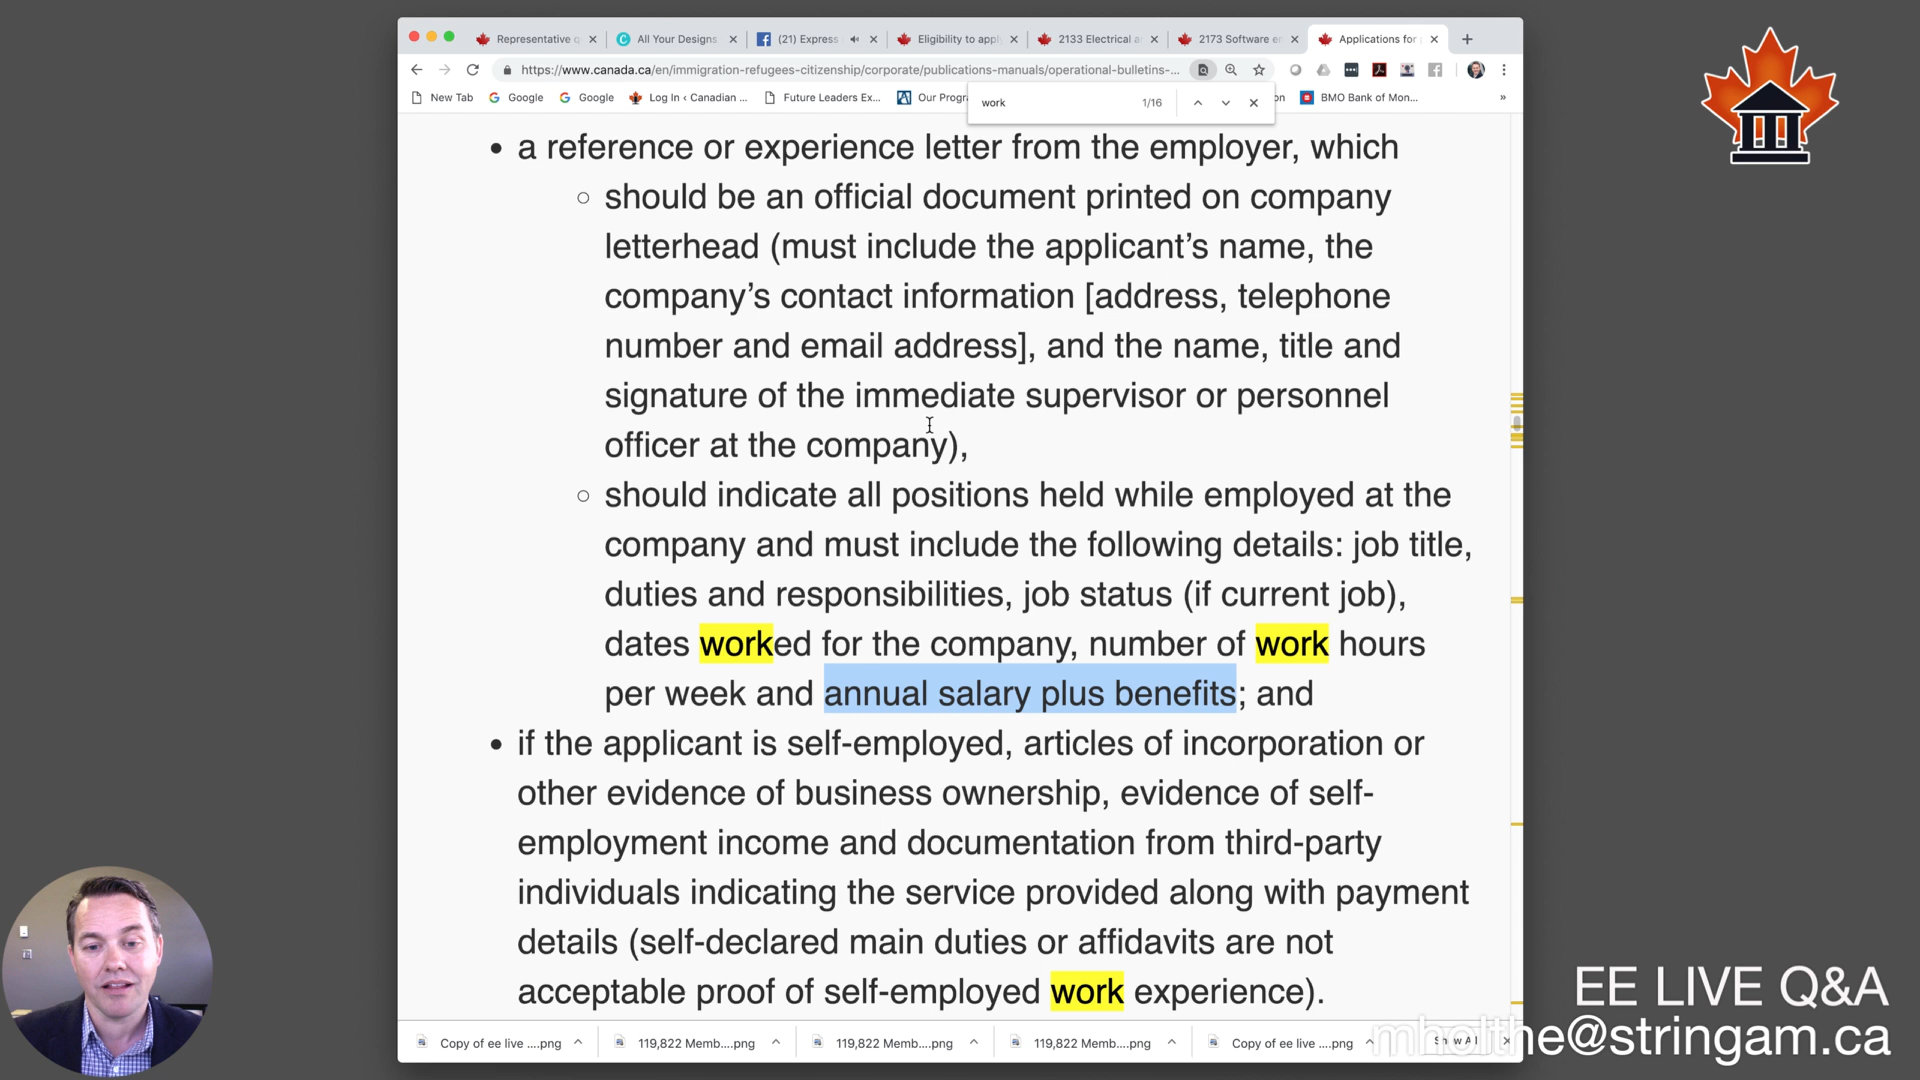 Representative q
All Your Designs
(21) Express
Eligibility to appl
2133 Electrical a
2173 Software en
Applications for
https://www.canada.ca/en/immigration-refugees-citizenship/corporate/publications-manuals/operational-bulletins-...
New Tab
Google
Google
Log In ‹ Canadian ...
Future Leaders Ex...
Our Progr
on
BMO Bank of Mon...
»
work
1/16
a reference or experience letter from the employer, which
should be an official document printed on company
letterhead (must include the applicant’s name, the
company’s contact information [address, telephone
number and email address], and the name, title and
signature of the immediate supervisor or personnel
officer at the company),
should indicate all positions held while employed at the
company and must include the following details: job title,
duties and responsibilities, job status (if current job),
dates worked for the company, number of work hours
per week and annual salary plus benefits; and
if the applicant is self-employed, articles of incorporation or
other evidence of business ownership, evidence of self-
employment income and documentation from third-party
individuals indicating the service provided along with payment
details (self-declared main duties or affidavits are not
acceptable proof of self-employed work experience).
Copy of ee live ....png
119,822 Memb....png
119,822 Memb....png
119,822 Memb....png
Copy of ee live ....png
Show All
EE LIVE Q&A
mholthe@stringam.ca